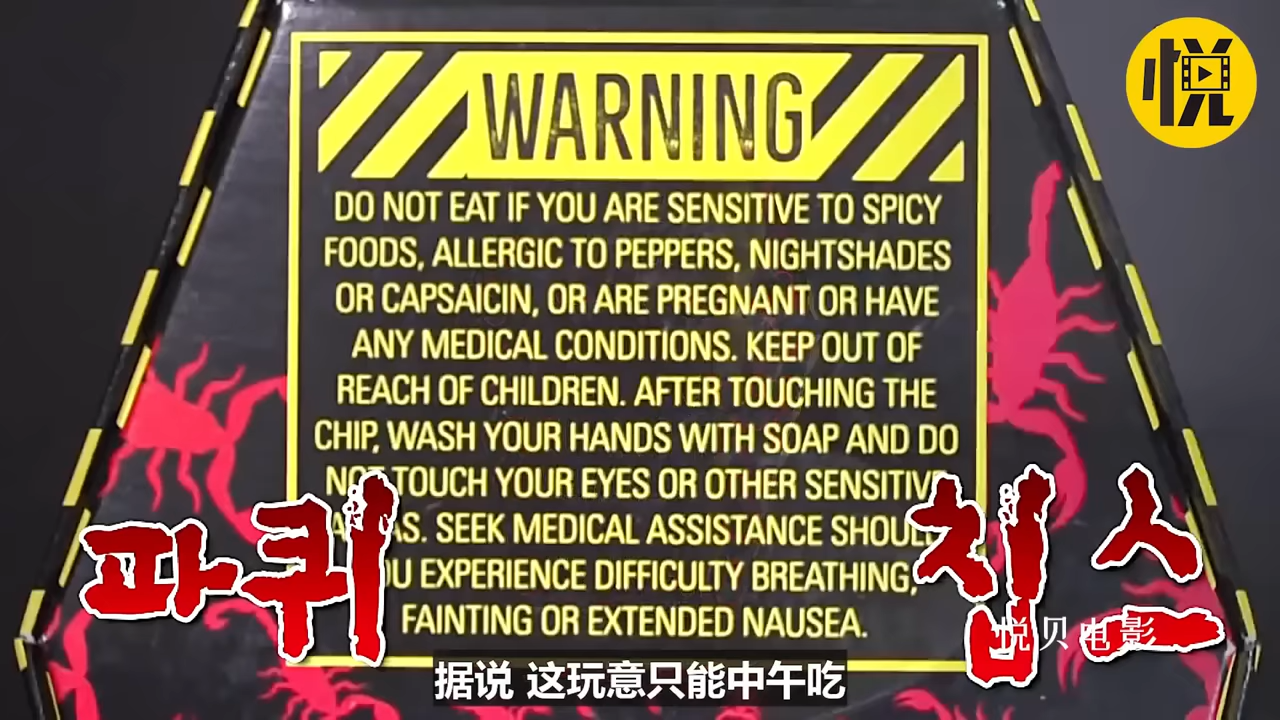 悦
WARNING
DO NOT EAT IF YOU ARE SENSITIVE TO SPICY
FOODS, ALLERGIC TO PEPPERS, NIGHTSHADES
OR CAPSAICIN, OR ARE PREGNANT OR HAVE
ANY MEDICAL CONDITIONS. KEEP OUT OF
REACH OF CHILDREN. AFTER TOUCHING THE
CHIP, WASH YOUR HANDS WITH SOAP AND DO
NOT TOUCH YOUR EYES OR OTHER SENSITIVE
SEEK MEDICAL ASSISTANCE SHOULD
EXPERIENCE DIFFICULTY BREATHING,
FAINTING OR EXTENDED NAUSEA.
파퀴 칩스
悦贝电影
据说 这玩意只能中午吃